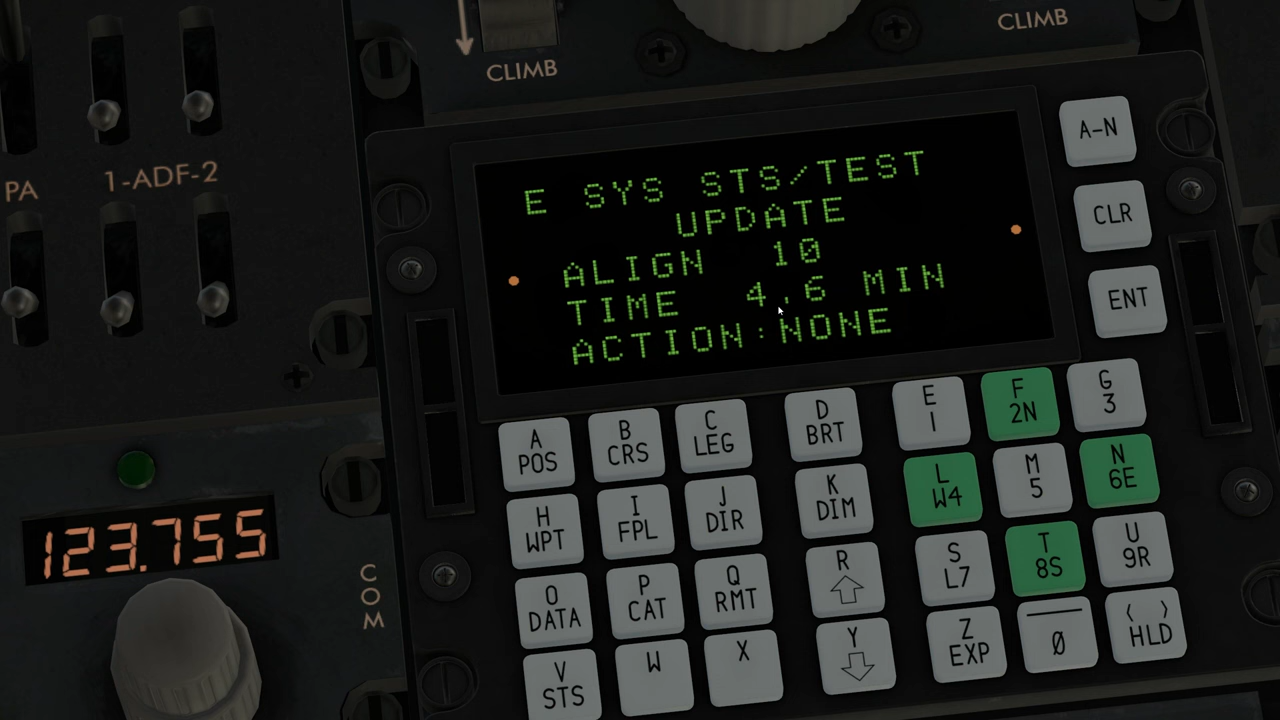 CLIMB
CLIMB
PA
1-ADF-2
E SYS STS/TEST
UPDATE
ALIGN 10
TIME 4.6 MIN
ACTION:NONE
A-N
CLR
ENT
A POS
B CRS
C LEG
D BRT
E 1
F 2N
G 3
H WPT
I FPL
J DIR
K DIM
L W4
M 5
N 6E
O DATA
P CAT
Q RMT
R
S L7
T 8S
U 9R
V STS
W
X
Y
Z EXP
0
< > HLD
123.755
COM